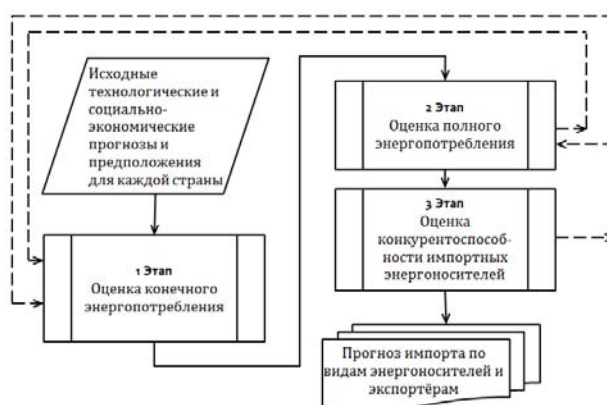 Исходные
технологические и
социально-
экономические
прогнозы и
предположения
для каждой страны
1 Этап
Оценка конечного
энергопотребления
2 Этап
Оценка полного
энергопотребления
3 Этап
Оценка
конкурентоспособ-
ности импортных
энергоносителей
Прогноз импорта по
видам энергоносителей и
экспортёрам